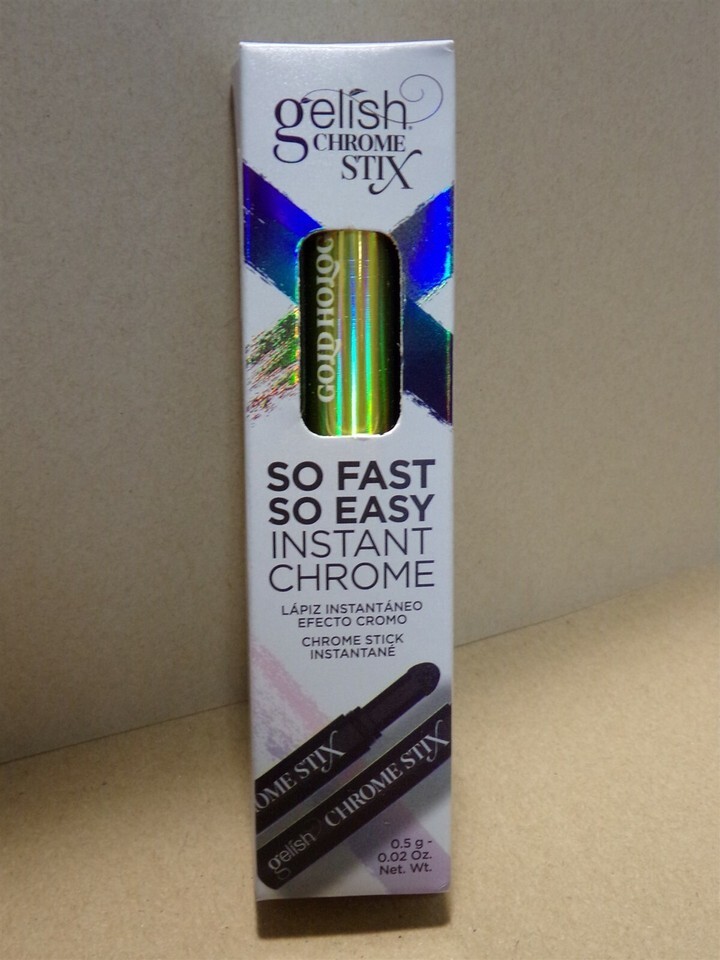 gelish
CHROME
STIX
GOLD HOLOG
SO FAST
SO EASY
INSTANT
CHROME
LÁPIZ INSTANTÁNEO
EFECTO CROMO
CHROME STICK
INSTANTANÉ
OME STIX
gelish CHROME STIX
0.5 g -
0.02 Oz.
Net. Wt.